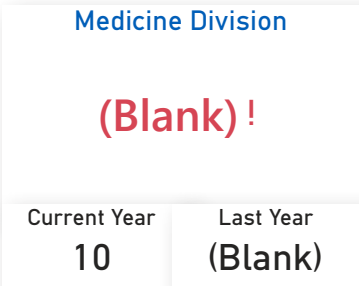 Medicine Division
(Blank) !
Current Year
10
Last Year
(Blank)